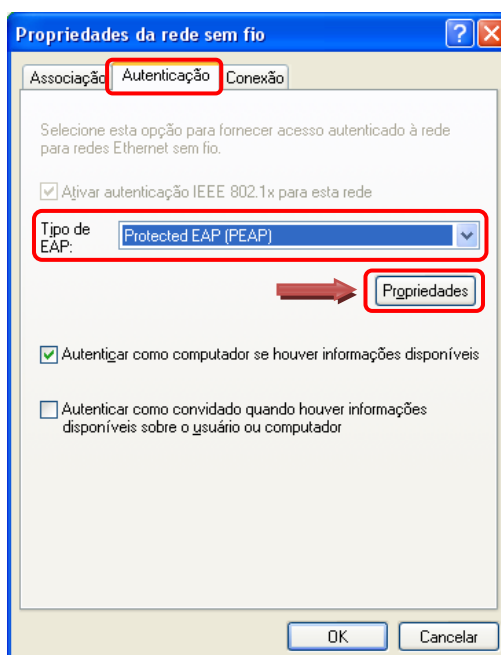 Propriedades da rede sem fio
Associação Autenticação Conexão
Selecione esta opção para fornecer acesso autenticado à rede
para redes Ethernet sem fio.
Ativar autenticação IEEE 802.1x para esta rede
Tipo de
EAP:
Protected EAP (PEAP)
Propriedades
Autenticar como computador se houver informações disponíveis
Autenticar como convidado quando houver informações
disponíveis sobre o usuário ou computador
OK Cancelar